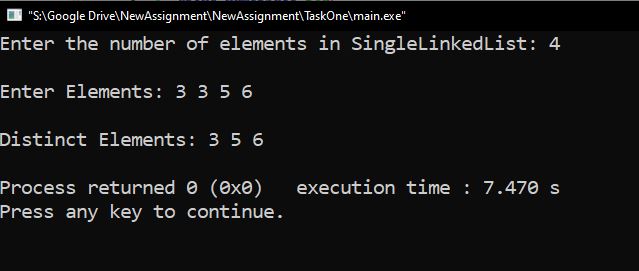 "S:\Google Drive\NewAssignment\NewAssignment\TaskOne\main.exe"
Enter the number of elements in SingleLinkedList: 4
Enter Elements: 3 3 5 6
Distinct Elements: 3 5 6
Process returned 0 (0x0)   execution time : 7.470 s
Press any key to continue.